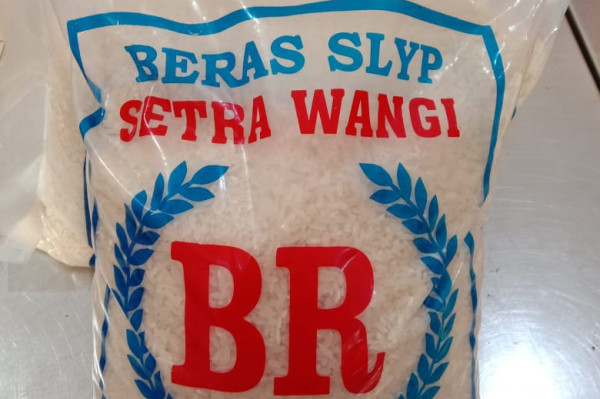 BERAS SLYP
SETRA WANGI
BR